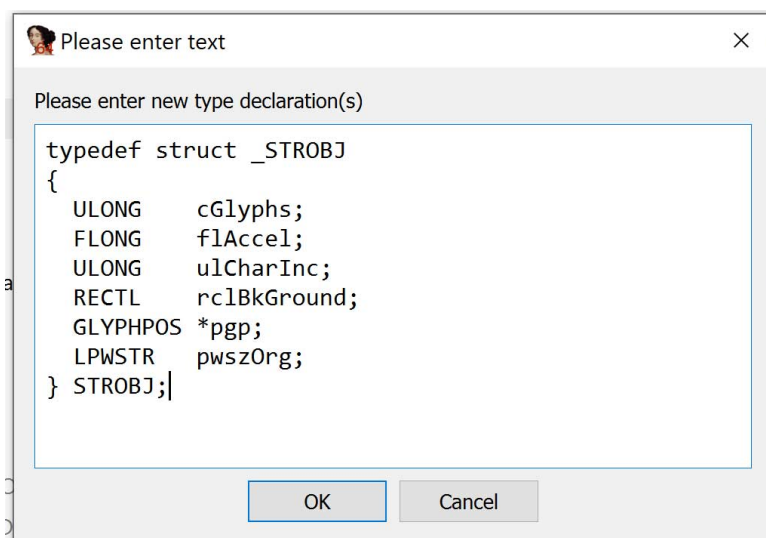 64
Please enter text
Please enter new type declaration(s)
typedef struct _STROBJ
{
  ULONG    cGlyphs;
  FLONG    flAccel;
  ULONG    ulCharInc;
  RECTL    rclBkGround;
  GLYPHPOS *pgp;
  LPWSTR   pwszOrg;
} STROBJ;
a
OK
Cancel